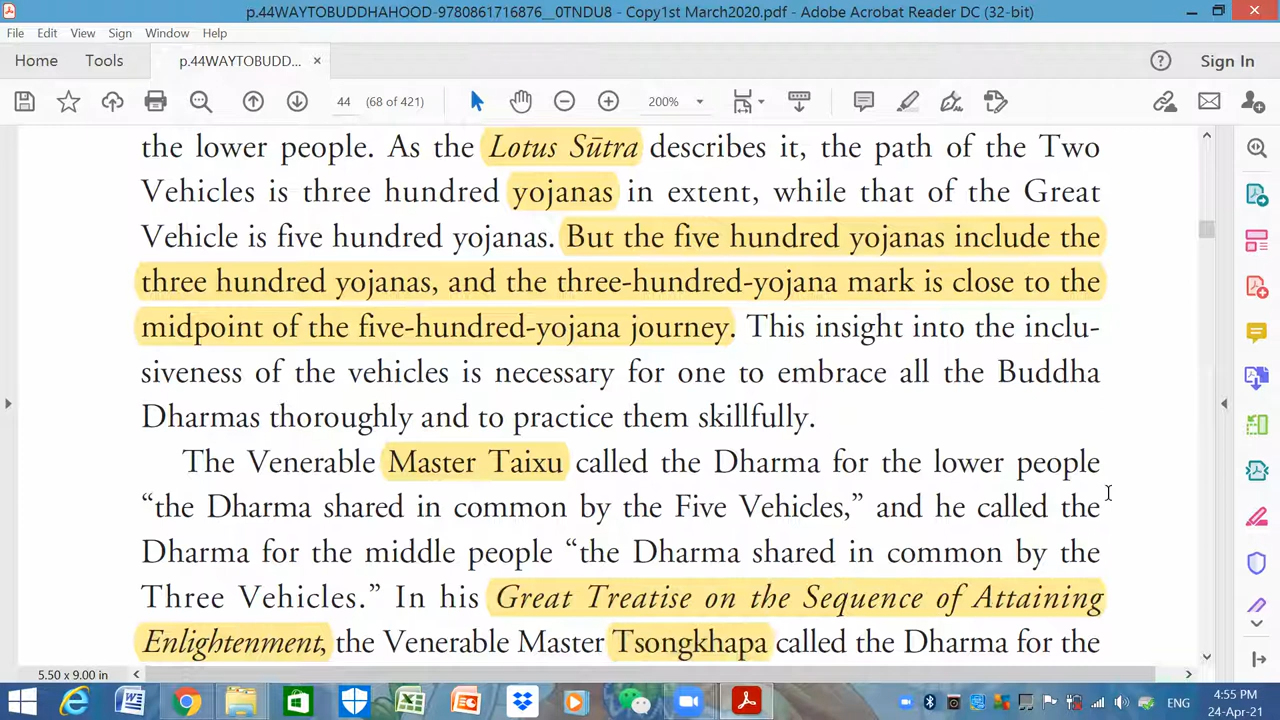 p.44WAYTOBUDDHAHOOD-9780861716876__0TNDU8 - Copy1st March2020.pdf - Adobe Acrobat Reader DC (32-bit)
File Edit View Sign Window Help
Home Tools p.44WAYTOBUDD... × ? Sign In
44 (68 of 421) 200%
the lower people. As the Lotus Sūtra describes it, the path of the Two
Vehicles is three hundred yojanas in extent, while that of the Great
Vehicle is five hundred yojanas. But the five hundred yojanas include the
three hundred yojanas, and the three-hundred-yojana mark is close to the
midpoint of the five-hundred-yojana journey. This insight into the inclu-
siveness of the vehicles is necessary for one to embrace all the Buddha
Dharmas thoroughly and to practice them skillfully.
The Venerable Master Taixu called the Dharma for the lower people
“the Dharma shared in common by the Five Vehicles,” and he called the
Dharma for the middle people “the Dharma shared in common by the
Three Vehicles.” In his Great Treatise on the Sequence of Attaining
Enlightenment, the Venerable Master Tsongkhapa called the Dharma for the
5.50 x 9.00 in
ENG
4:55 PM
24-Apr-21